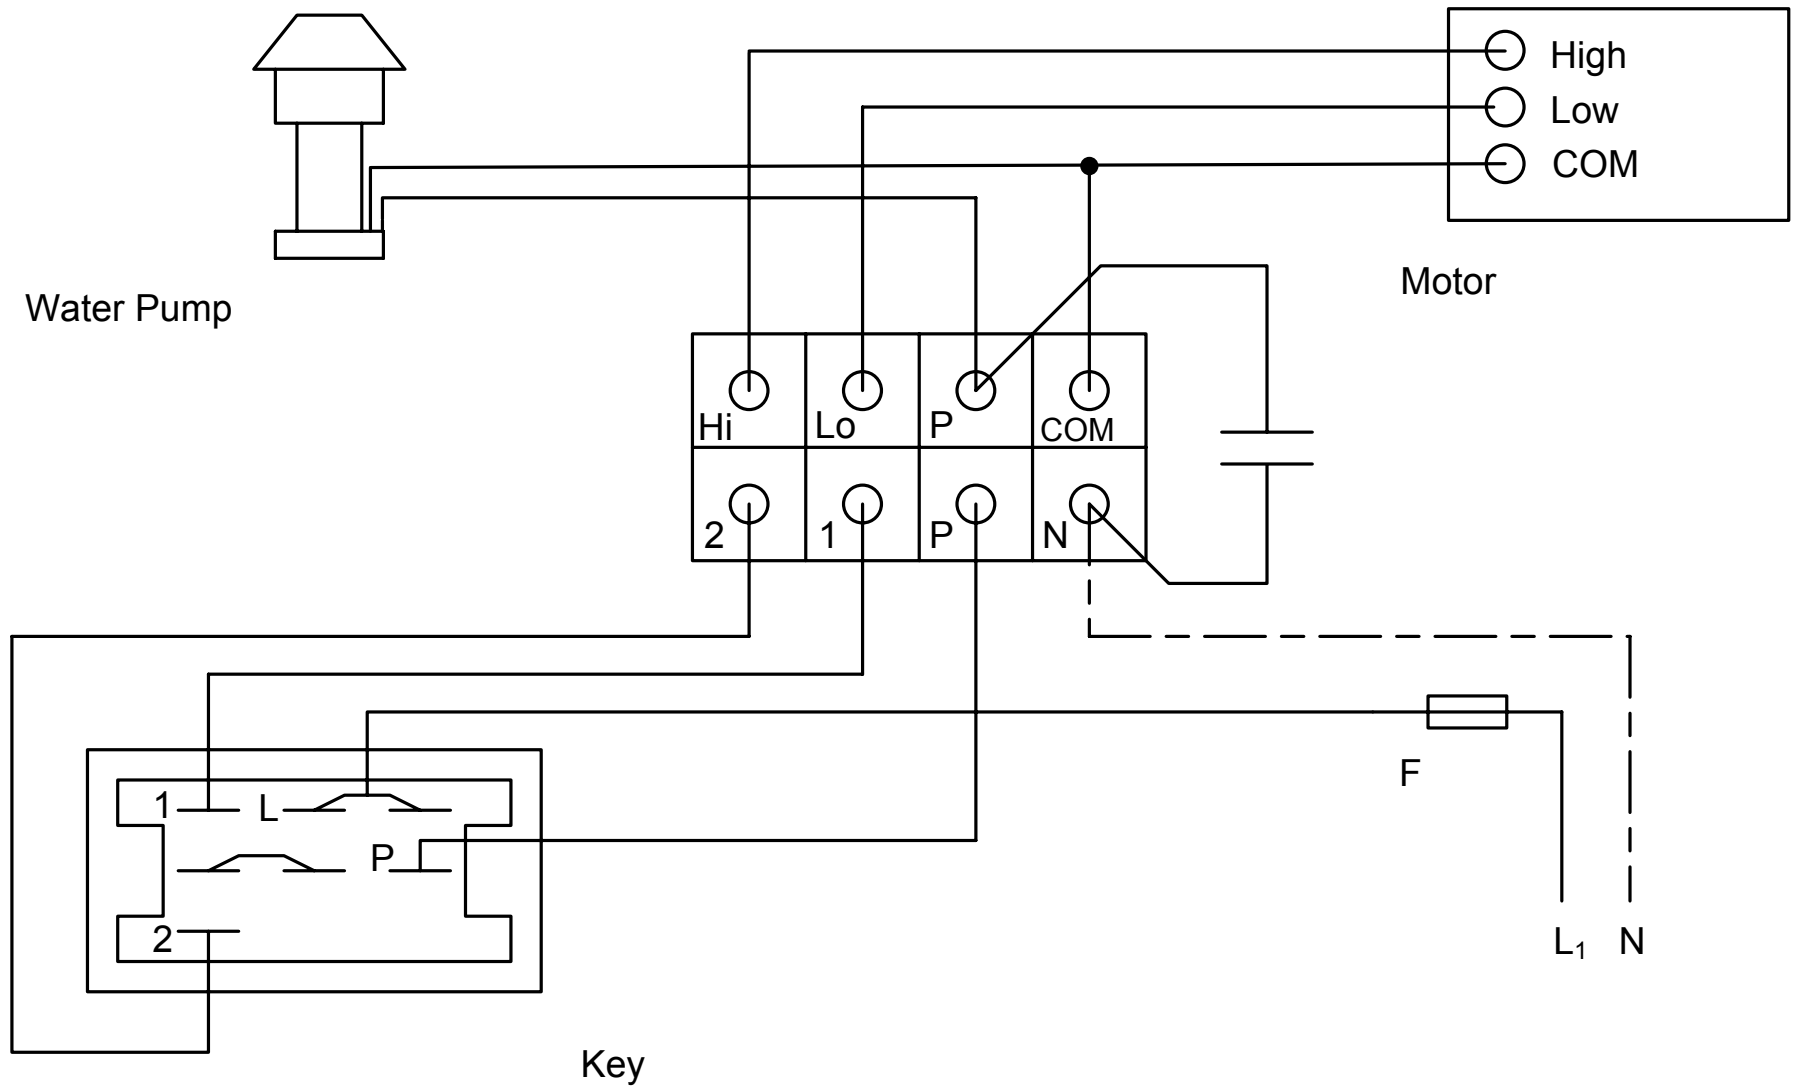 High
Low
COM
Motor
Water Pump
Hi Lo P COM
2 1 P N
F
1 L
P
2
L₁ N
Key